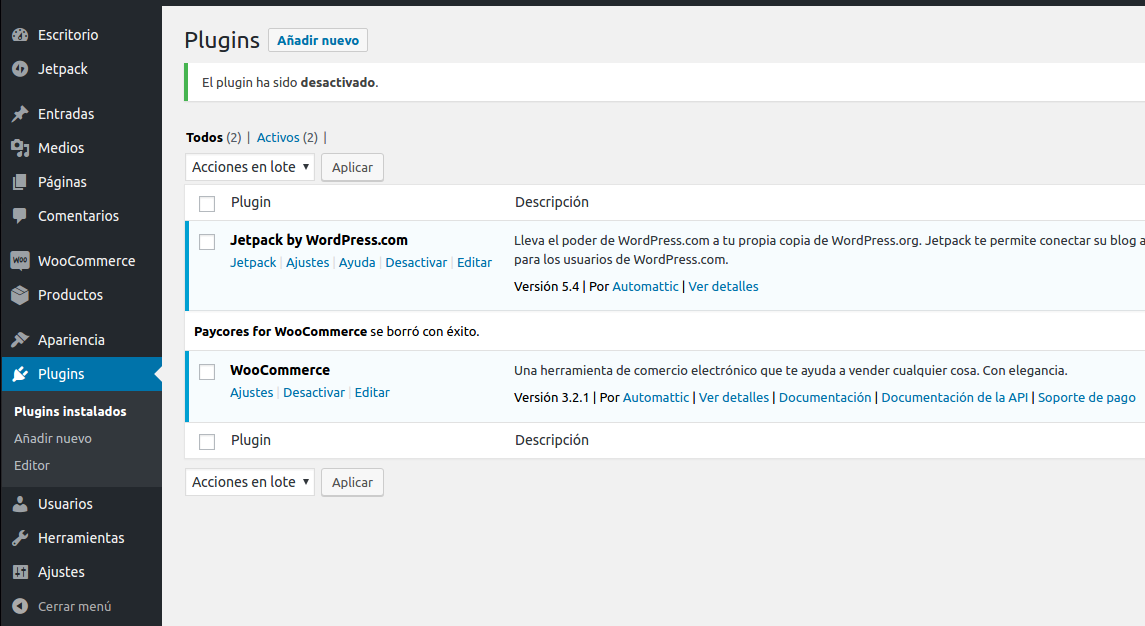 Escritorio
Jetpack
Entradas
Medios
Páginas
Comentarios
WooCommerce
Productos
Apariencia
Plugins
Plugins instalados
Añadir nuevo
Editor
Usuarios
Herramientas
Ajustes
Cerrar menú
Plugins Añadir nuevo
El plugin ha sido desactivado.
Todos (2) | Activos (2) |
Acciones en lote Aplicar
Plugin Descripción
Jetpack by WordPress.com
Jetpack | Ajustes | Ayuda | Desactivar | Editar
Lleva el poder de WordPress.com a tu propia copia de WordPress.org. Jetpack te permite conectar su blog a
para los usuarios de WordPress.com.
Versión 5.4 | Por Automattic | Ver detalles
Paycores for WooCommerce se borró con éxito.
WooCommerce
Ajustes | Desactivar | Editar
Una herramienta de comercio electrónico que te ayuda a vender cualquier cosa. Con elegancia.
Versión 3.2.1 | Por Automattic | Ver detalles | Documentación | Documentación de la API | Soporte de pago
Plugin Descripción
Acciones en lote Aplicar